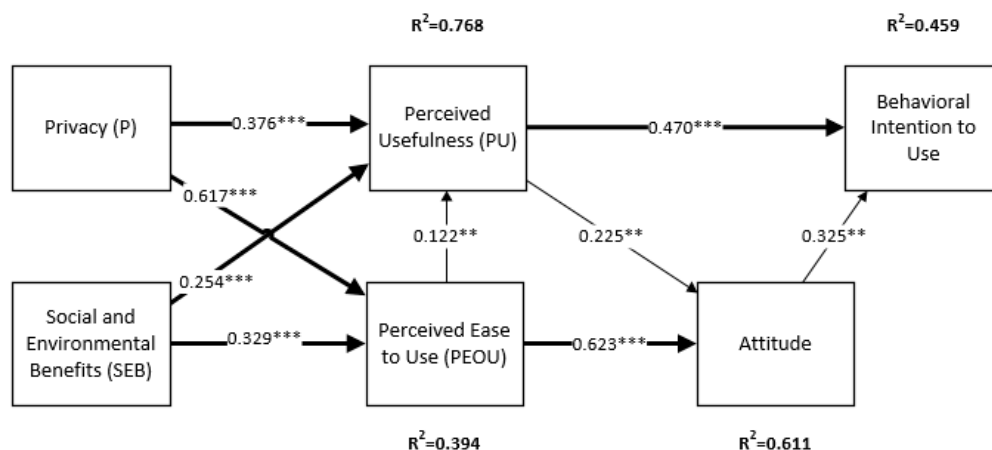 R²=0.768
R²=0.459
Privacy (P)
0.376***
Perceived
Usefulness (PU)
0.470***
Behavioral
Intention to
Use
0.617***
0.122**
0.225**
0.325**
0.254***
Social and
Environmental
Benefits (SEB)
0.329***
Perceived Ease
to Use (PEOU)
0.623***
Attitude
R²=0.394
R²=0.611